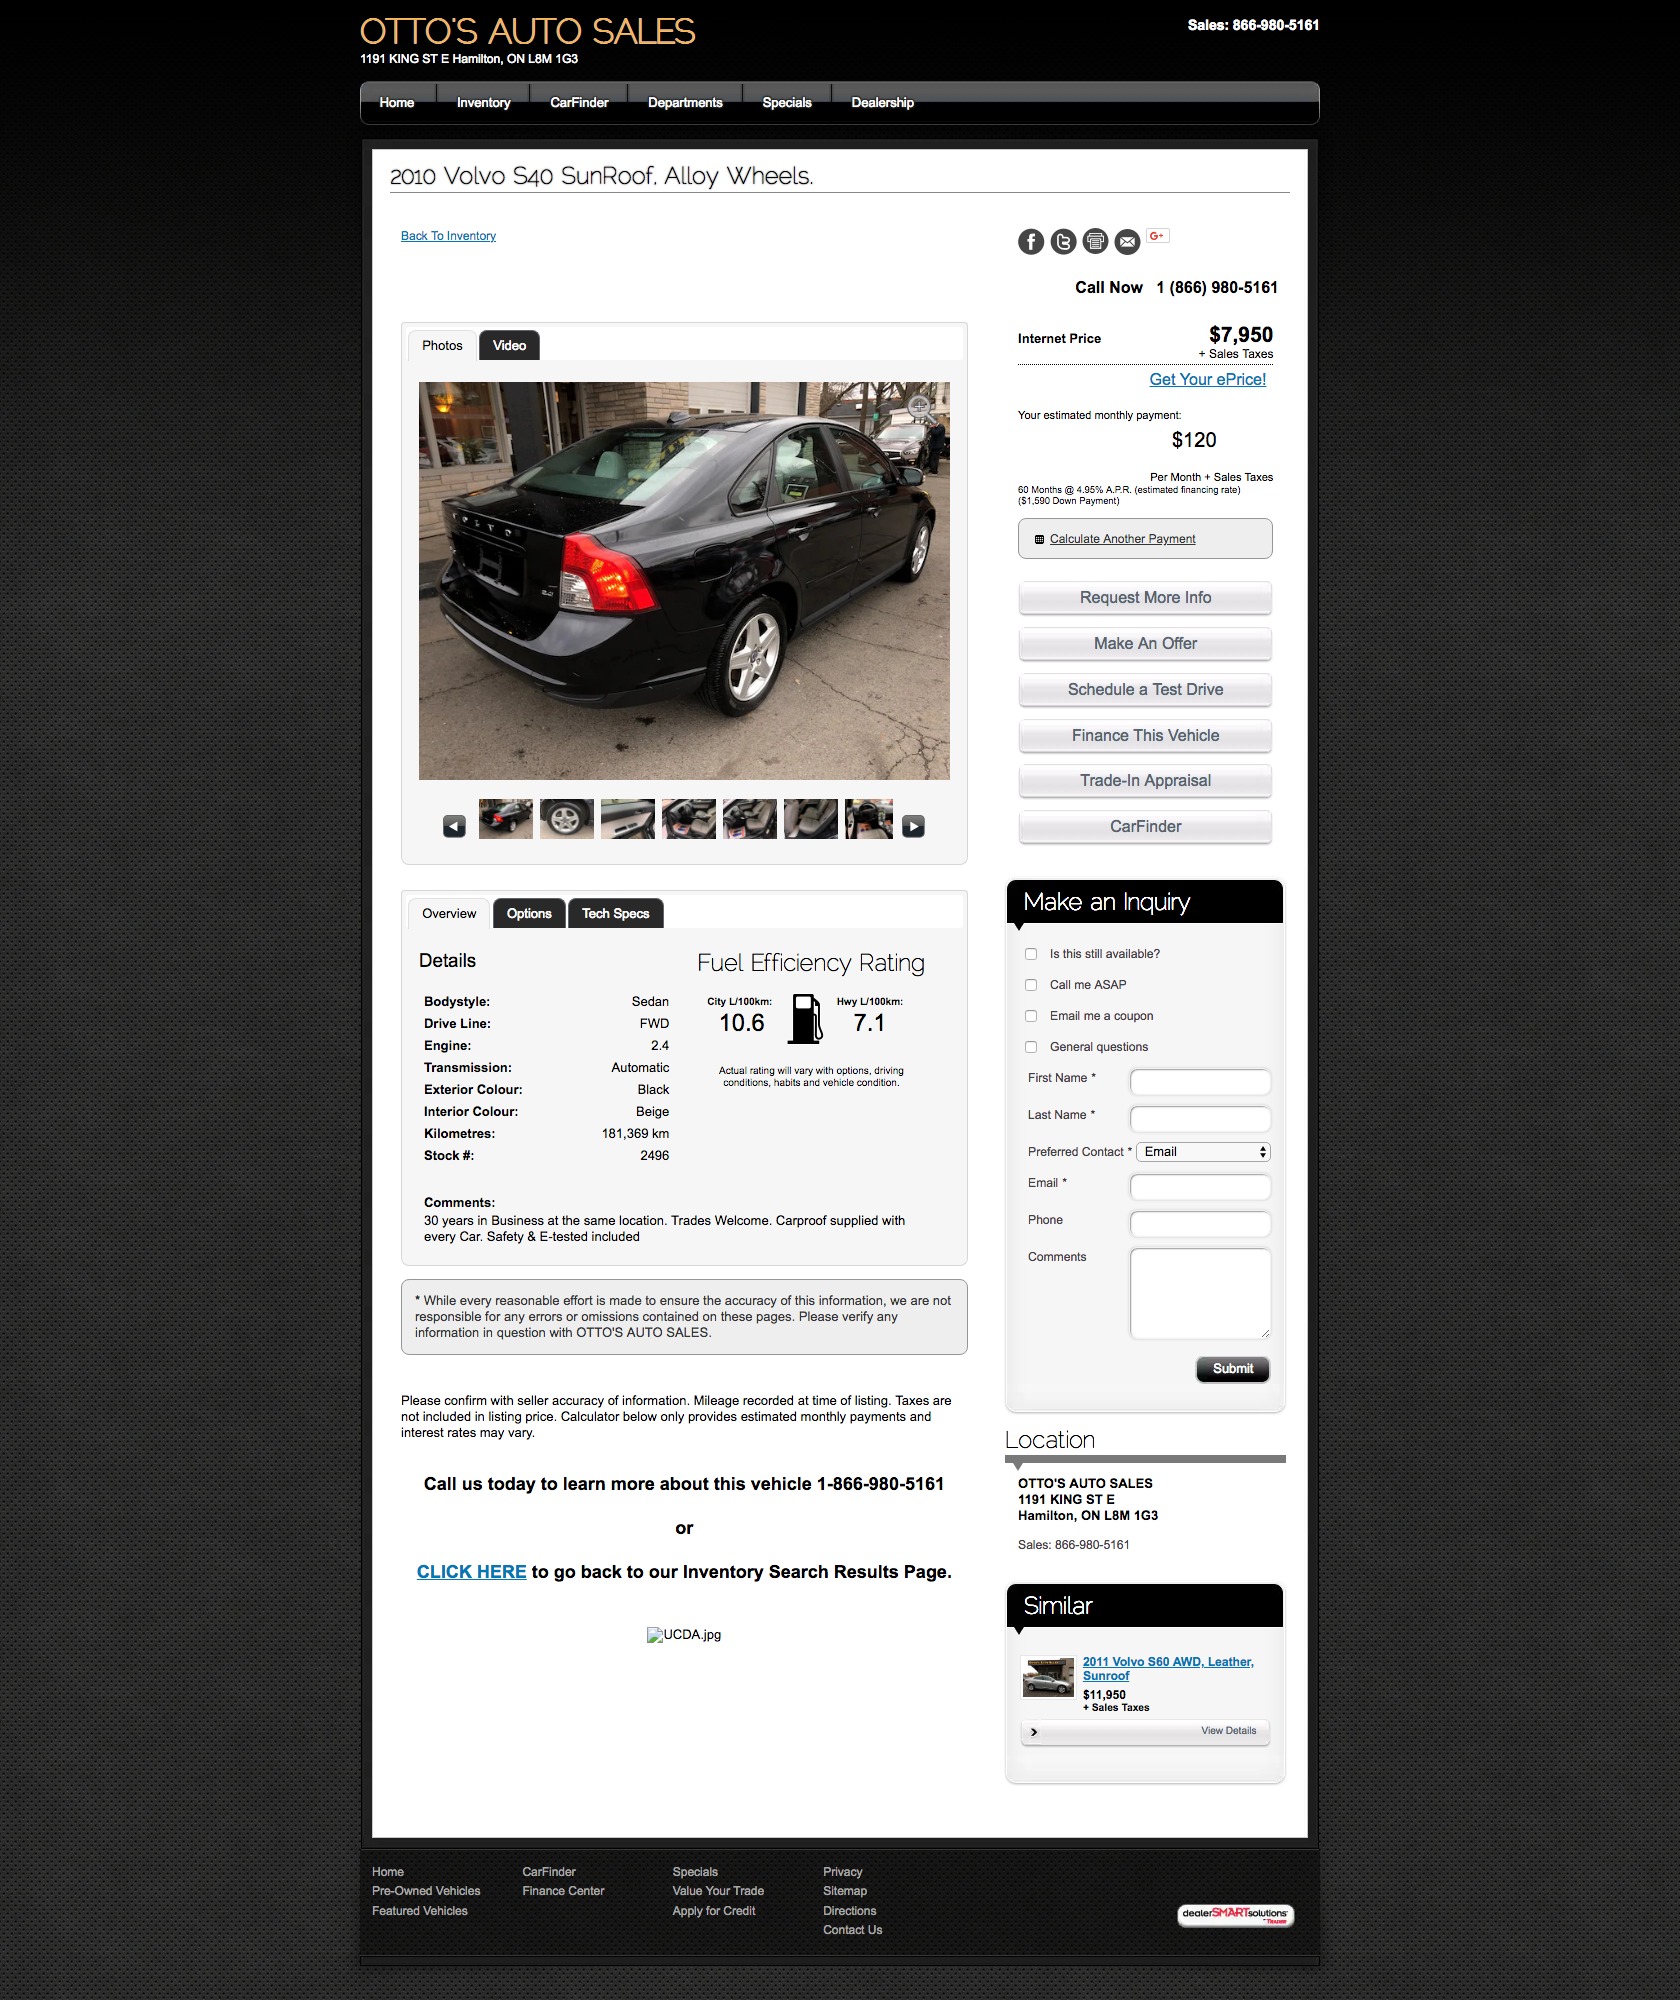 OTTO'S AUTO SALES
1191 KING ST E Hamilton, ON L8M 1G3
Sales: 866-980-5161
Home
Inventory
CarFinder
Departments
Specials
Dealership
2010 Volvo S40 SunRoof, Alloy Wheels.
Back To Inventory
G+
Call Now 1 (866) 980-5161
Photos
Video
VOLVO
Internet Price $7,950
+ Sales Taxes
Get Your ePrice!
Your estimated monthly payment:
$120
Per Month + Sales Taxes
60 Months @ 4.95% A.P.R. (estimated financing rate)
($1,590 Down Payment)
Calculate Another Payment
Request More Info
Make An Offer
Schedule a Test Drive
Finance This Vehicle
Trade-In Appraisal
CarFinder
Overview
Options
Tech Specs
Details
Bodystyle: Sedan
Drive Line: FWD
Engine: 2.4
Transmission: Automatic
Exterior Colour: Black
Interior Colour: Beige
Kilometres: 181,369 km
Stock #: 2496
Fuel Efficiency Rating
City L/100km: Hwy L/100km:
10.6 7.1
Actual rating will vary with options, driving
conditions, habits and vehicle condition.
Comments:
30 years in Business at the same location. Trades Welcome. Carproof supplied with
every Car. Safety & E-tested included
* While every reasonable effort is made to ensure the accuracy of this information, we are not
responsible for any errors or omissions contained on these pages. Please verify any
information in question with OTTO'S AUTO SALES.
Please confirm with seller accuracy of information. Mileage recorded at time of listing. Taxes are
not included in listing price. Calculator below only provides estimated monthly payments and
interest rates may vary.
Call us today to learn more about this vehicle 1-866-980-5161
or
CLICK HERE to go back to our Inventory Search Results Page.
UCDA.jpg
Make an Inquiry
Is this still available?
Call me ASAP
Email me a coupon
General questions
First Name *
Last Name *
Preferred Contact * Email
Email *
Phone
Comments
Submit
Location
OTTO'S AUTO SALES
1191 KING ST E
Hamilton, ON L8M 1G3
Sales: 866-980-5161
Similar
2011 Volvo S60 AWD, Leather,
Sunroof
$11,950
+ Sales Taxes
View Details
Home
Pre-Owned Vehicles
Featured Vehicles
CarFinder
Finance Center
Specials
Value Your Trade
Apply for Credit
Privacy
Sitemap
Directions
Contact Us
dealerSMARTsolutions
TRADER